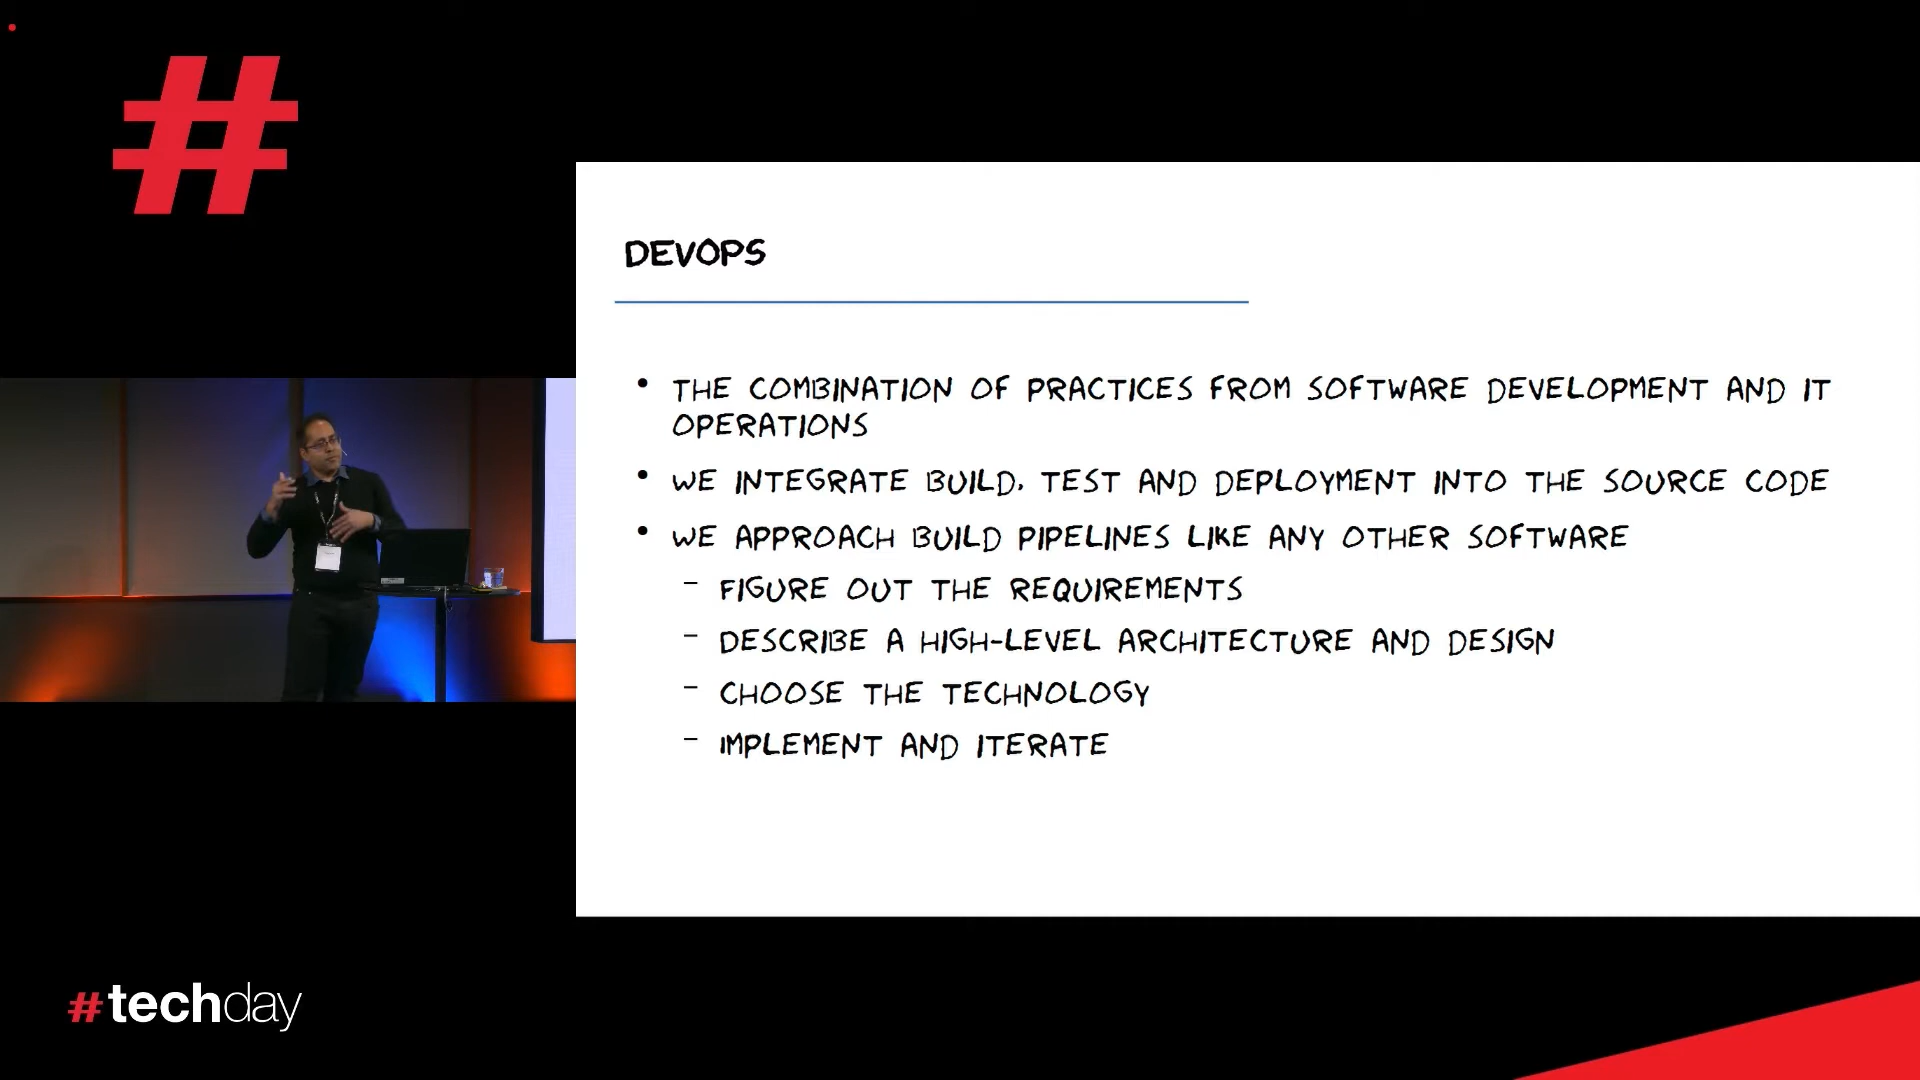 #
DEVOPS
• THE COMBINATION OF PRACTICES FROM SOFTWARE DEVELOPMENT AND IT
OPERATIONS
• WE INTEGRATE BUILD, TEST AND DEPLOYMENT INTO THE SOURCE CODE
• WE APPROACH BUILD PIPELINES LIKE ANY OTHER SOFTWARE
– FIGURE OUT THE REQUIREMENTS
– DESCRIBE A HIGH-LEVEL ARCHITECTURE AND DESIGN
– CHOOSE THE TECHNOLOGY
– IMPLEMENT AND ITERATE
#techday